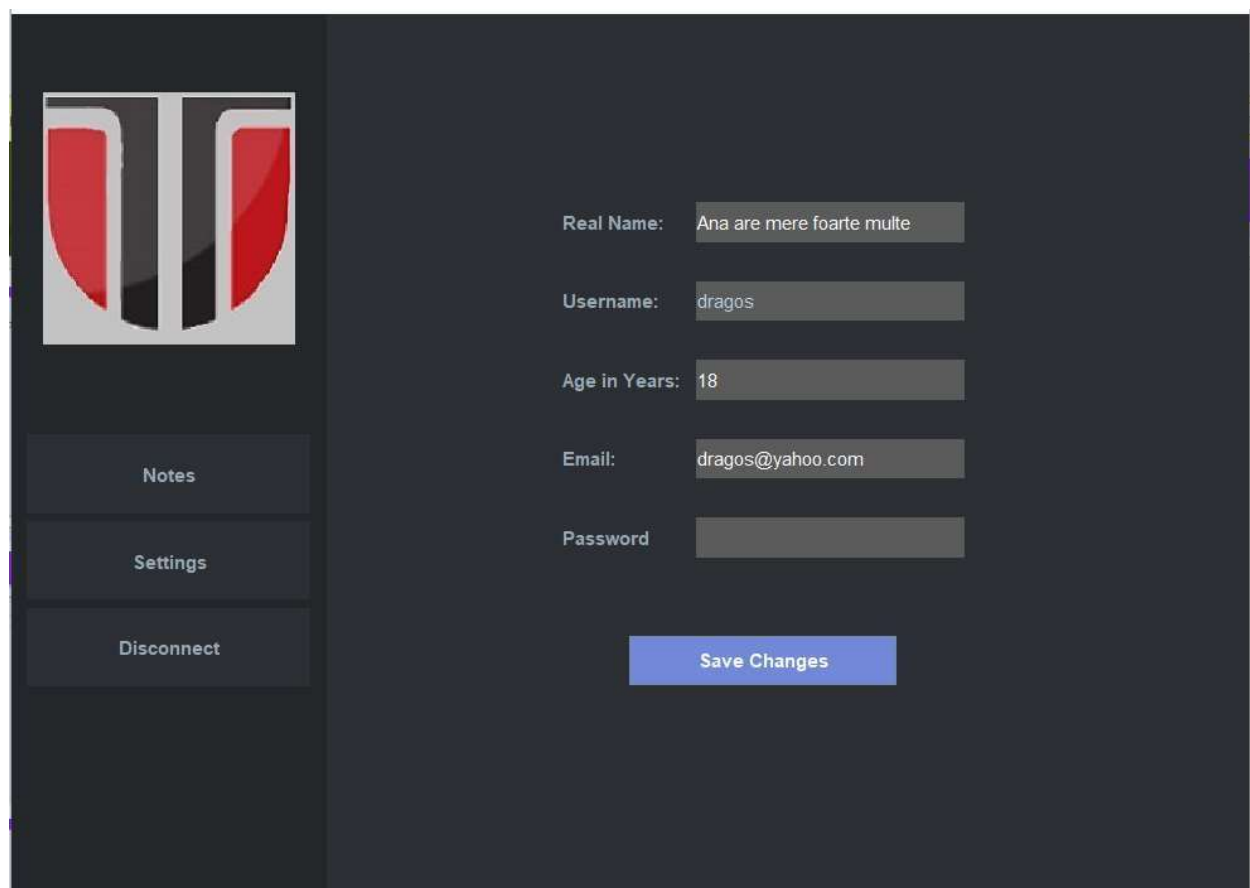 Real Name: Ana are mere foarte multe
Username: dragos
Age in Years: 18
Email: dragos@yahoo.com
Password
Save Changes
Notes
Settings
Disconnect